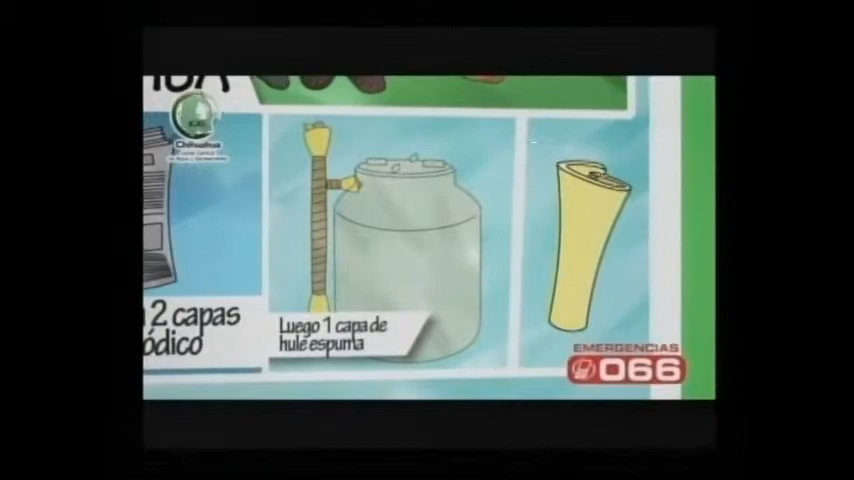 Chihuahua
2 capas
ódico
Luego 1 capa de
hule espuma
EMERGENCIAS
066